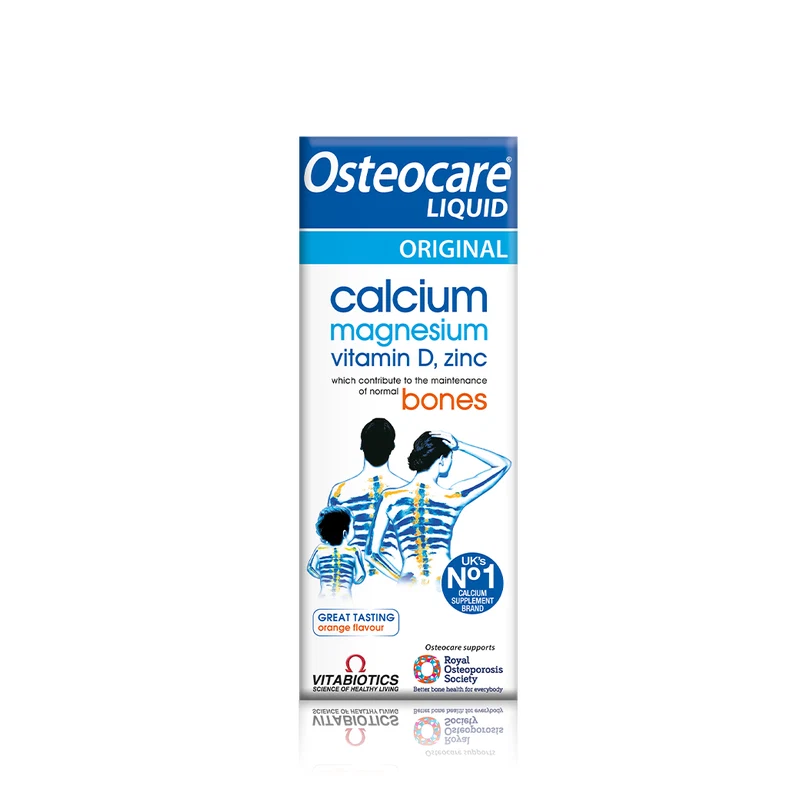 Osteocare®
LIQUID
ORIGINAL
calcium
magnesium
vitamin D, zinc
which contribute to the maintenance
of normal bones
UK's
No1
CALCIUM
SUPPLEMENT
BRAND
GREAT TASTING
orange flavour
Osteocare supports
VITABIOTICS
SCIENCE OF HEALTHY LIVING
Royal
Osteoporosis
Society
Better bone health for everybody